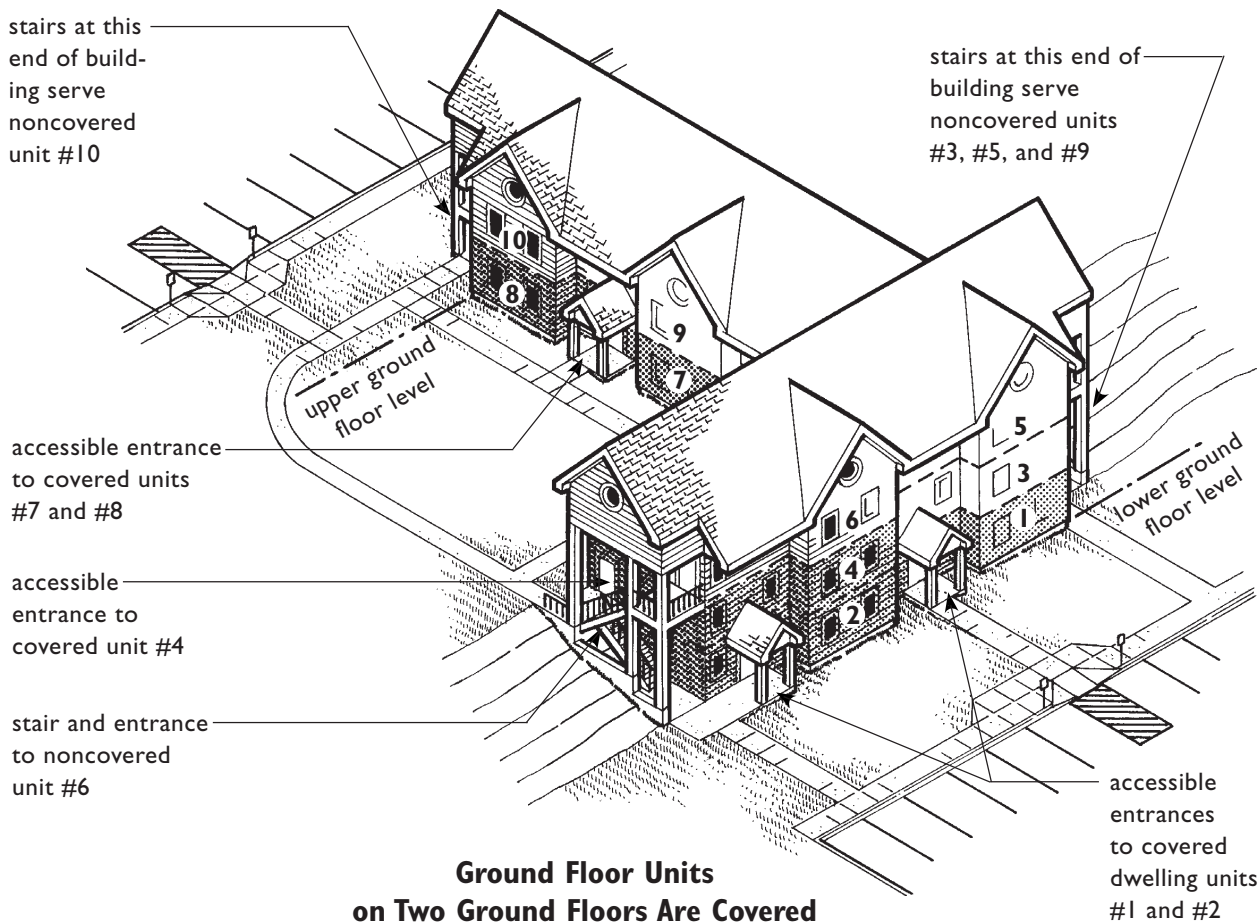 stairs at this
end of build-
ing serve
noncovered
unit #10
stairs at this end of
building serve
noncovered units
#3, #5, and #9
10
8
9
7
upper ground
floor level
5
3
1
lower ground
floor level
6
4
2
accessible entrance
to covered units
#7 and #8
accessible
entrance to
covered unit #4
stair and entrance
to noncovered
unit #6
accessible
entrances
to covered
dwelling units
#1 and #2
Ground Floor Units
on Two Ground Floors Are Covered